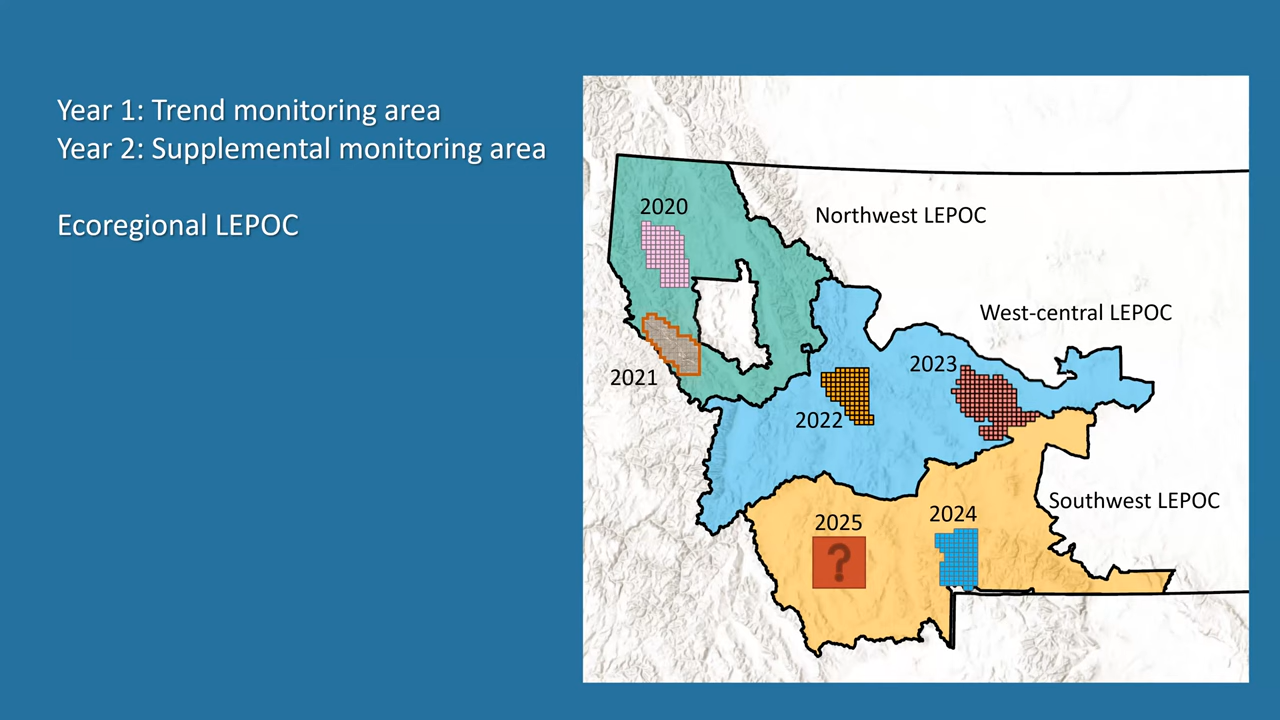 Year 1: Trend monitoring area
Year 2: Supplemental monitoring area
Ecoregional LEPOC
2020
Northwest LEPOC
West-central LEPOC
2021
2023
2022
Southwest LEPOC
2025
2024
?